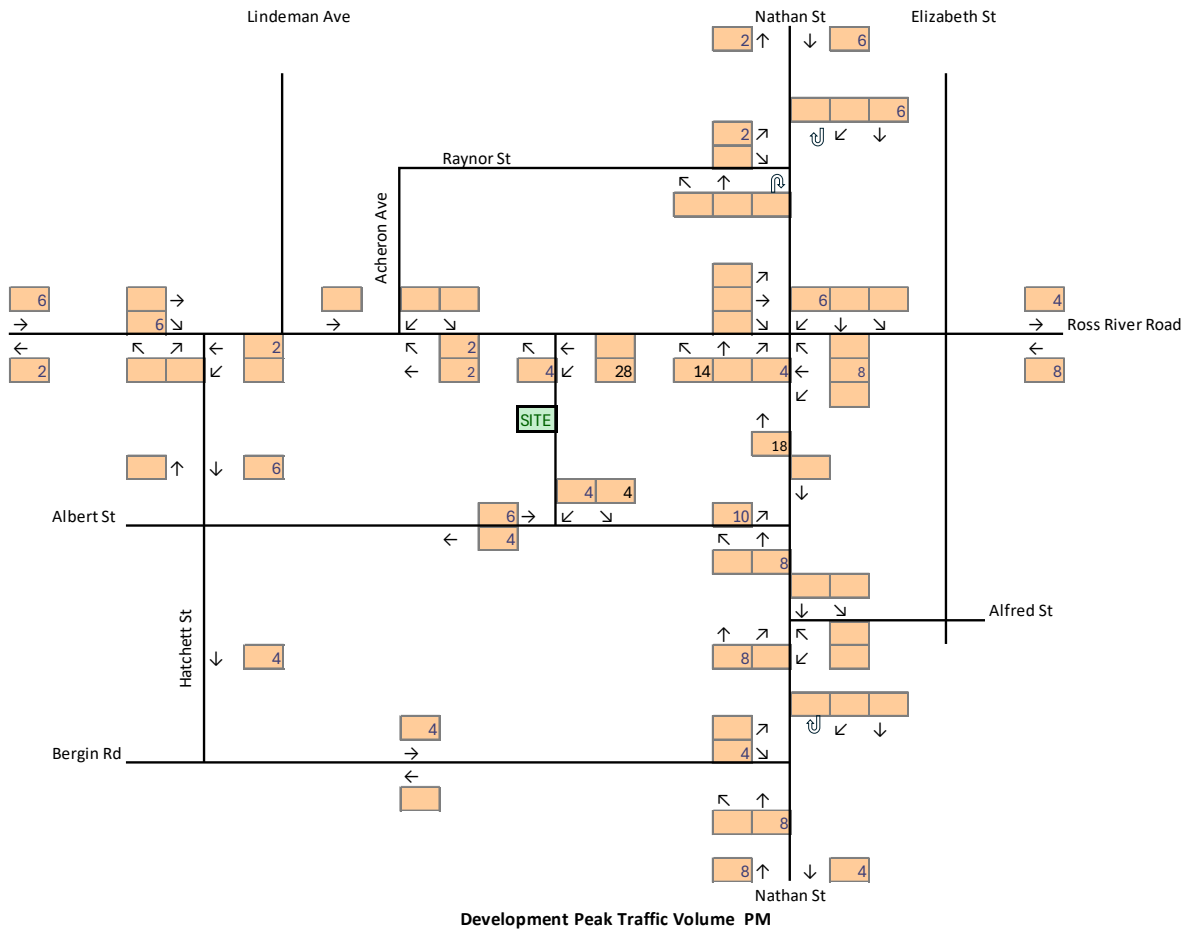 Lindeman Ave Nathan St Elizabeth St
2 6
6
2
Raynor St
Acheron Ave
6 6 4
6
Ross River Road
2 2
2 2 4 28 14 4 8 8
SITE
18
6
4 4
Albert St 6 10
4
8
Alfred St
Hatchett St
4 8
4
Bergin Rd 4
8
8 4
Nathan St
Development Peak Traffic Volume PM